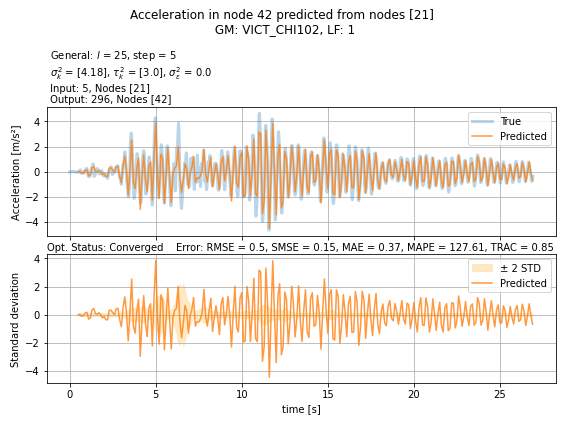 Acceleration in node 42 predicted from nodes [21]
GM: VICT_CHI102, LF: 1
General: l = 25, step = 5
σ²ₖ = [4.18], τ²ₖ = [3.0], σ²ε = 0.0
Input: 5, Nodes [21]
Output: 296, Nodes [42]
Acceleration [m/s²]
4
2
0
−2
−4
True
Predicted
Opt. Status: Converged Error: RMSE = 0.5, SMSE = 0.15, MAE = 0.37, MAPE = 127.61, TRAC = 0.85
Standard deviation
4
2
0
−2
−4
± 2 STD
Predicted
0 5 10 15 20 25
time [s]